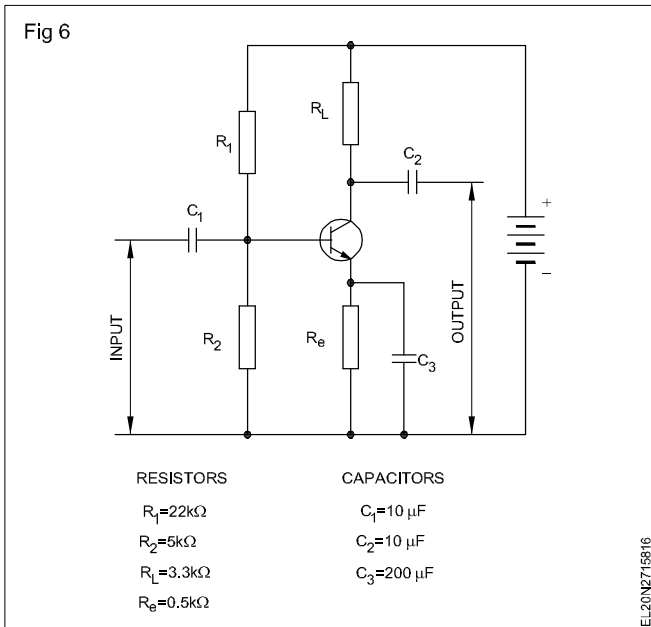 Fig 6
R1
RL
C2
C1
+
−
INPUT
R2
Re
C3
OUTPUT
RESISTORS
R1=22kΩ
R2=5kΩ
RL=3.3kΩ
Re=0.5kΩ
CAPACITORS
C1=10 µF
C2=10 µF
C3=200 µF
EL20N2715816